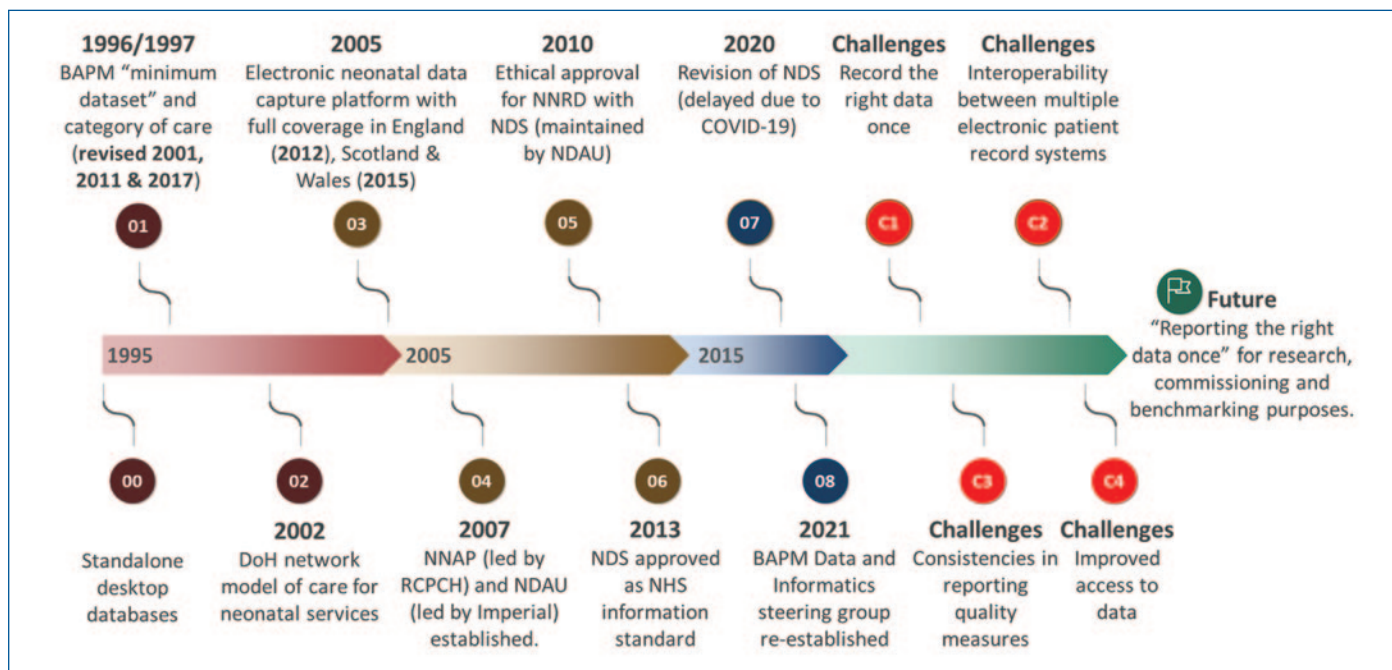 1996/1997
BAPM “minimum
dataset” and
category of care
(revised 2001,
2011 & 2017)
01
2005
Electronic neonatal data
capture platform with
full coverage in England
(2012), Scotland &
Wales (2015)
03
2010
Ethical approval
for NNRD with
NDS (maintained
by NDAU)
05
2020
Revision of NDS
(delayed due to
COVID-19)
07
Challenges
Record the
right data
once
C1
Challenges
Interoperability
between multiple
electronic patient
record systems
C2
1995
2005
2015
Future
“Reporting the right
data once” for research,
commissioning and
benchmarking purposes.
00
Standalone
desktop
databases
02
2002
DoH network
model of care for
neonatal services
04
2007
NNAP (led by
RCPCH) and NDAU
(led by Imperial)
established.
06
2013
NDS approved
as NHS
information
standard
08
2021
BAPM Data and
Informatics
steering group
re-established
C3
Challenges
Consistencies in
reporting
quality
measures
C4
Challenges
Improved
access to
data